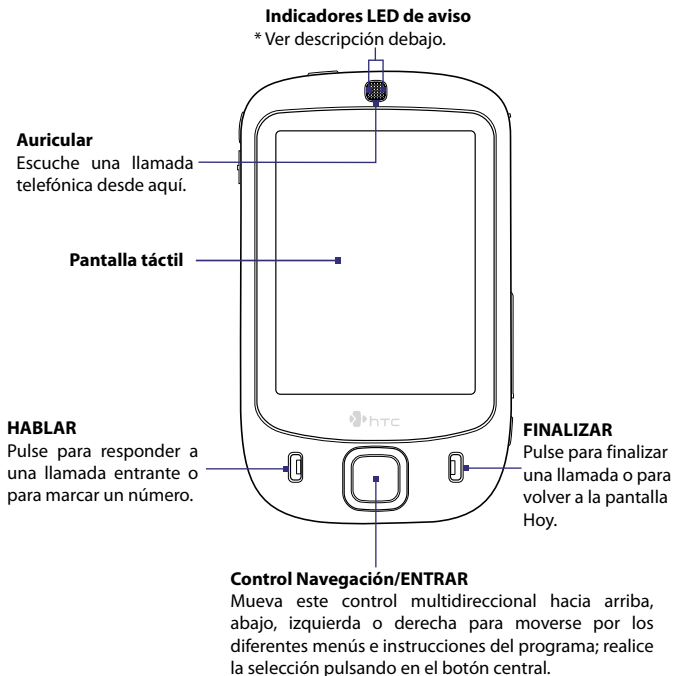 Indicadores LED de aviso
* Ver descripción debajo.
Auricular
Escuche una llamada
telefónica desde aquí.
Pantalla táctil
hTC
HABLAR
Pulse para responder a
una llamada entrante o
para marcar un número.
FINALIZAR
Pulse para finalizar
una llamada o para
volver a la pantalla
Hoy.
Control Navegación/ENTRAR
Mueva este control multidireccional hacia arriba,
abajo, izquierda o derecha para moverse por los
diferentes menús e instrucciones del programa; realice
la selección pulsando en el botón central.